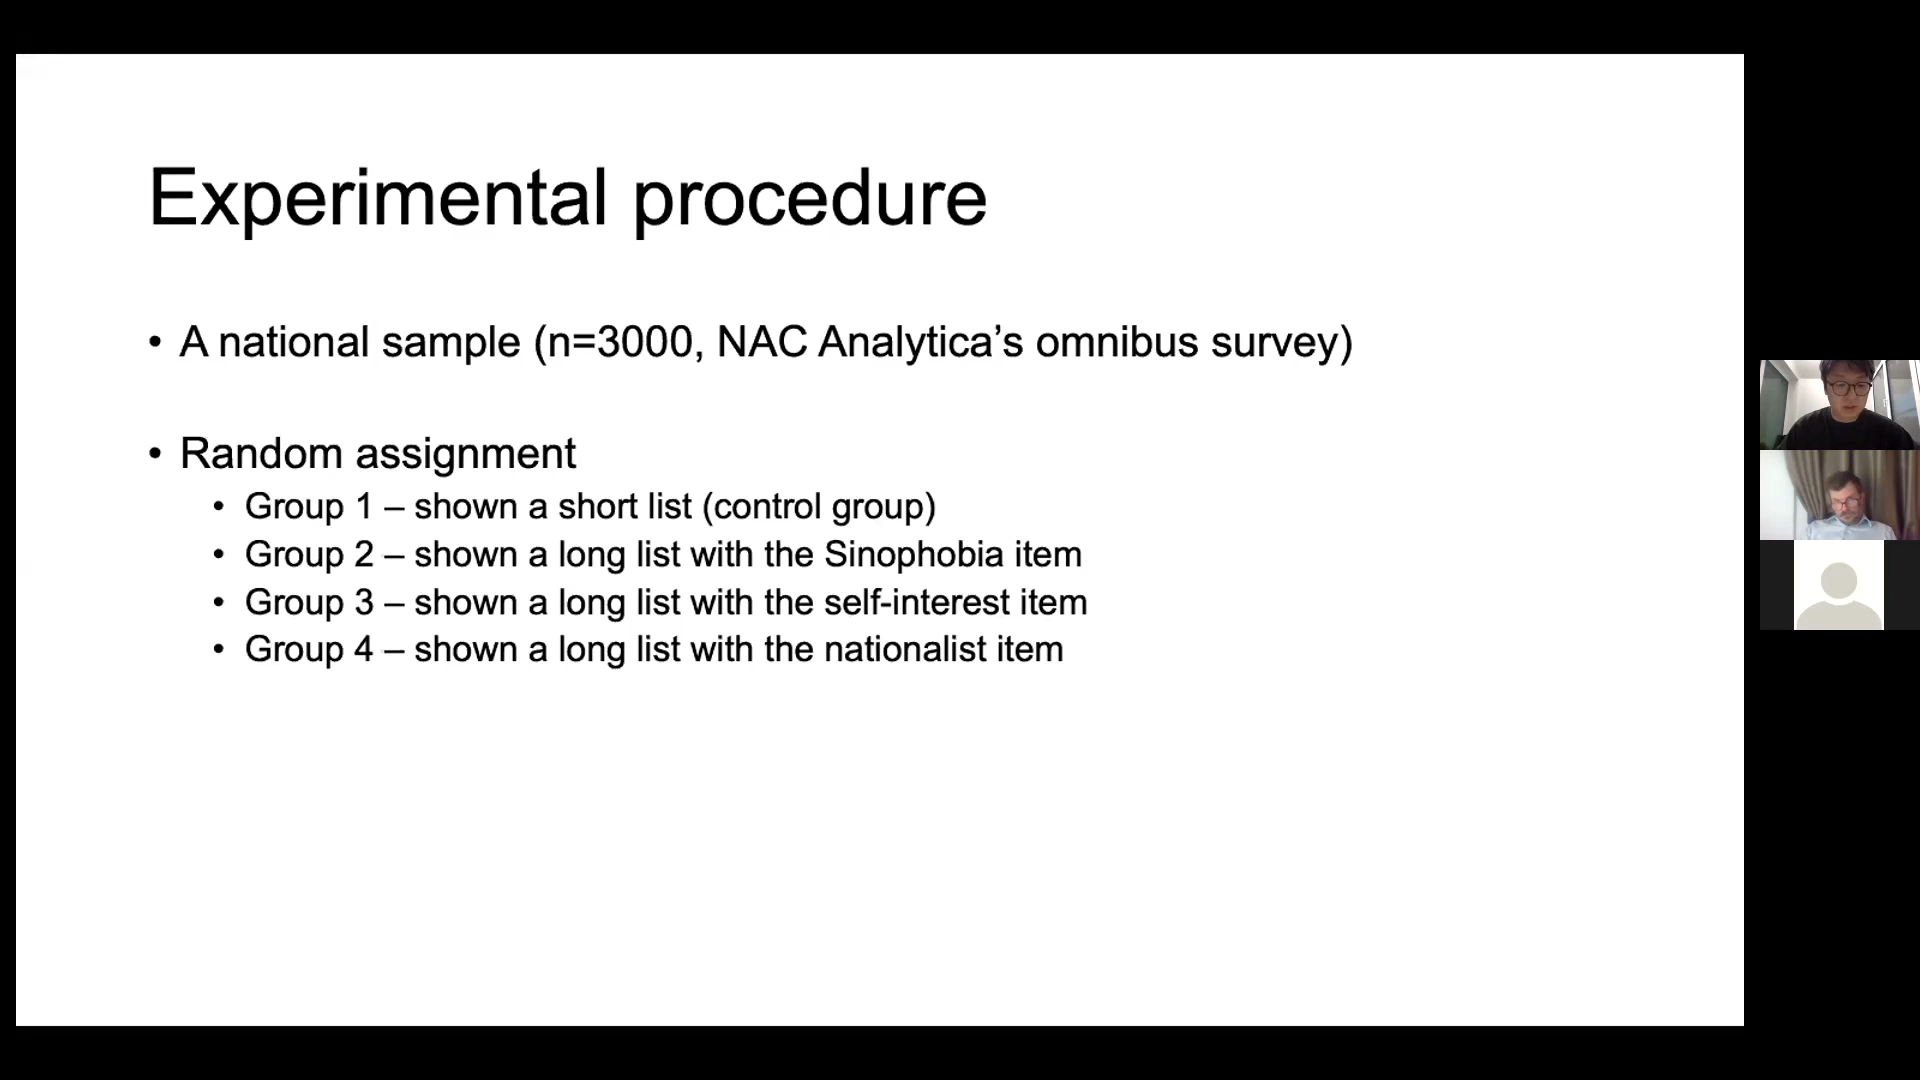 Experimental procedure
• A national sample (n=3000, NAC Analytica’s omnibus survey)
• Random assignment
• Group 1 – shown a short list (control group)
• Group 2 – shown a long list with the Sinophobia item
• Group 3 – shown a long list with the self-interest item
• Group 4 – shown a long list with the nationalist item